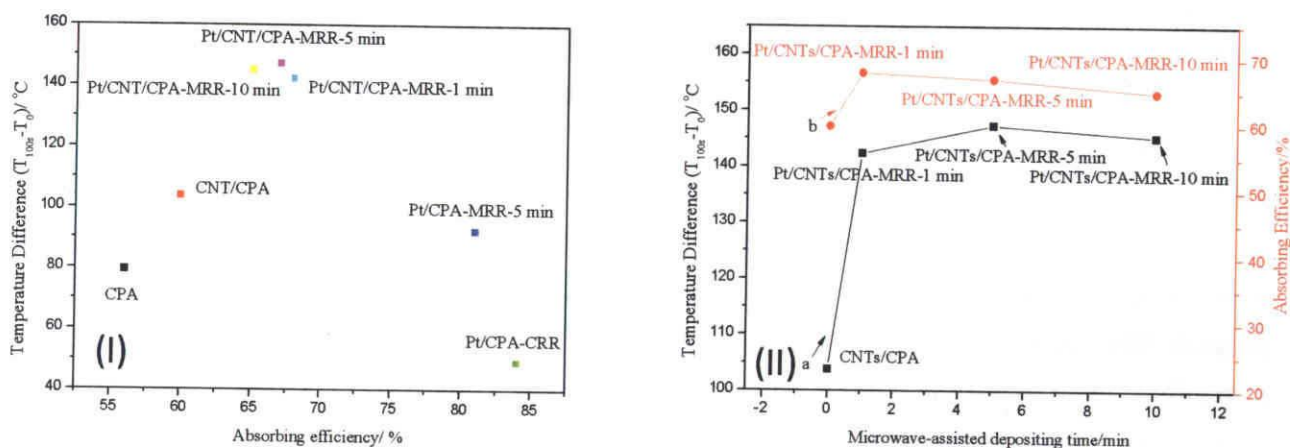 160
140
120
100
80
60
40
Temperature Difference (T100s-T0)/ °C
Pt/CNT/CPA-MRR-5 min
Pt/CNT/CPA-MRR-10 min
Pt/CNT/CPA-MRR-1 min
CNT/CPA
Pt/CPA-MRR-5 min
CPA
Pt/CPA-CRR
(I)
55 60 65 70 75 80 85
Absorbing efficiency/ %
160
150
140
130
120
110
100
Temperature Difference (T100s-T0)/ °C
Pt/CNTs/CPA-MRR-1 min
Pt/CNTs/CPA-MRR-10 min
Pt/CNTs/CPA-MRR-5 min
b
Pt/CNTs/CPA-MRR-5 min
Pt/CNTs/CPA-MRR-1 min
Pt/CNTs/CPA-MRR-10 min
(II)
a
CNTs/CPA
70
60
50
40
30
20
Absorbing Efficiency/%
-2 0 2 4 6 8 10 12
Microwave-assisted depositing time/min